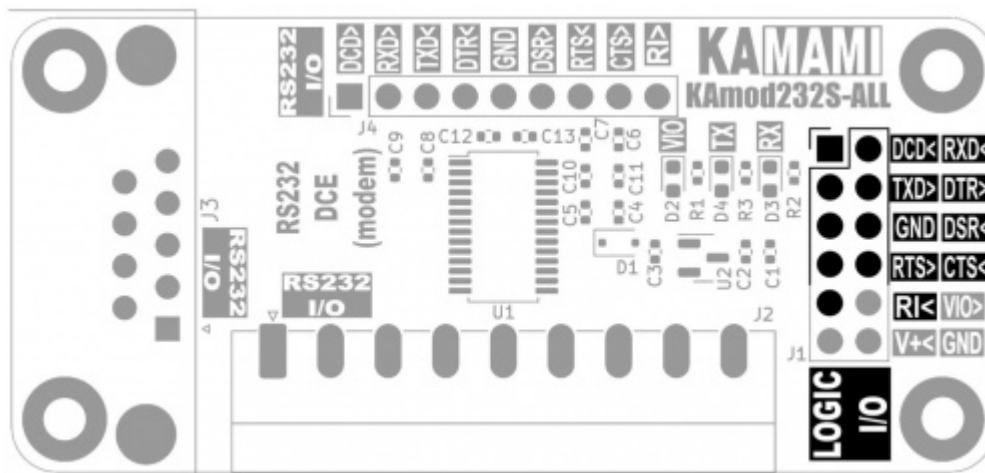 RS232 I/O
DCD> RXD> TXD< DTR< GND DSR> RTS< CTS> RI>
KAMAMI
KAmod232S-ALL
J4
C9
C8
C12
C13
C7
C6
VIO
TX
RX
RS232
DCE
(modem)
C10
C11
C5
C4
D2
R1
D4
R3
D3
R2
D1
C3
U2
C2
C1
J3
RS232 I/O
RS232 I/O
U1
J2
J1
DCD< RXD<
TXD> DTR>
GND DSR<
RTS> CTS<
RI< VIO>
V+< GND
LOGIC I/O